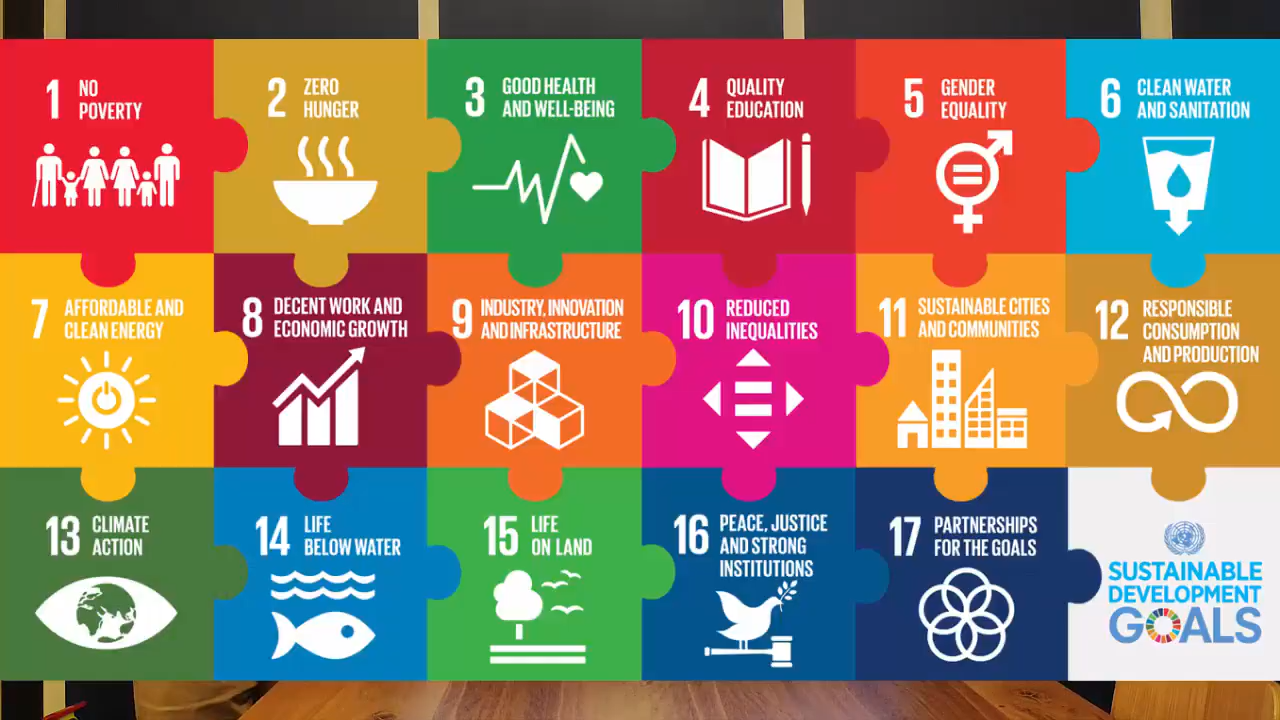 1 NO
POVERTY
2 ZERO
HUNGER
3 GOOD HEALTH
AND WELL-BEING
4 QUALITY
EDUCATION
5 GENDER
EQUALITY
6 CLEAN WATER
AND SANITATION
7 AFFORDABLE AND
CLEAN ENERGY
8 DECENT WORK AND
ECONOMIC GROWTH
9 INDUSTRY, INNOVATION
AND INFRASTRUCTURE
10 REDUCED
INEQUALITIES
11 SUSTAINABLE CITIES
AND COMMUNITIES
12 RESPONSIBLE
CONSUMPTION
AND PRODUCTION
13 CLIMATE
ACTION
14 LIFE
BELOW WATER
15 LIFE
ON LAND
16 PEACE, JUSTICE
AND STRONG
INSTITUTIONS
17 PARTNERSHIPS
FOR THE GOALS
SUSTAINABLE
DEVELOPMENT
GOALS